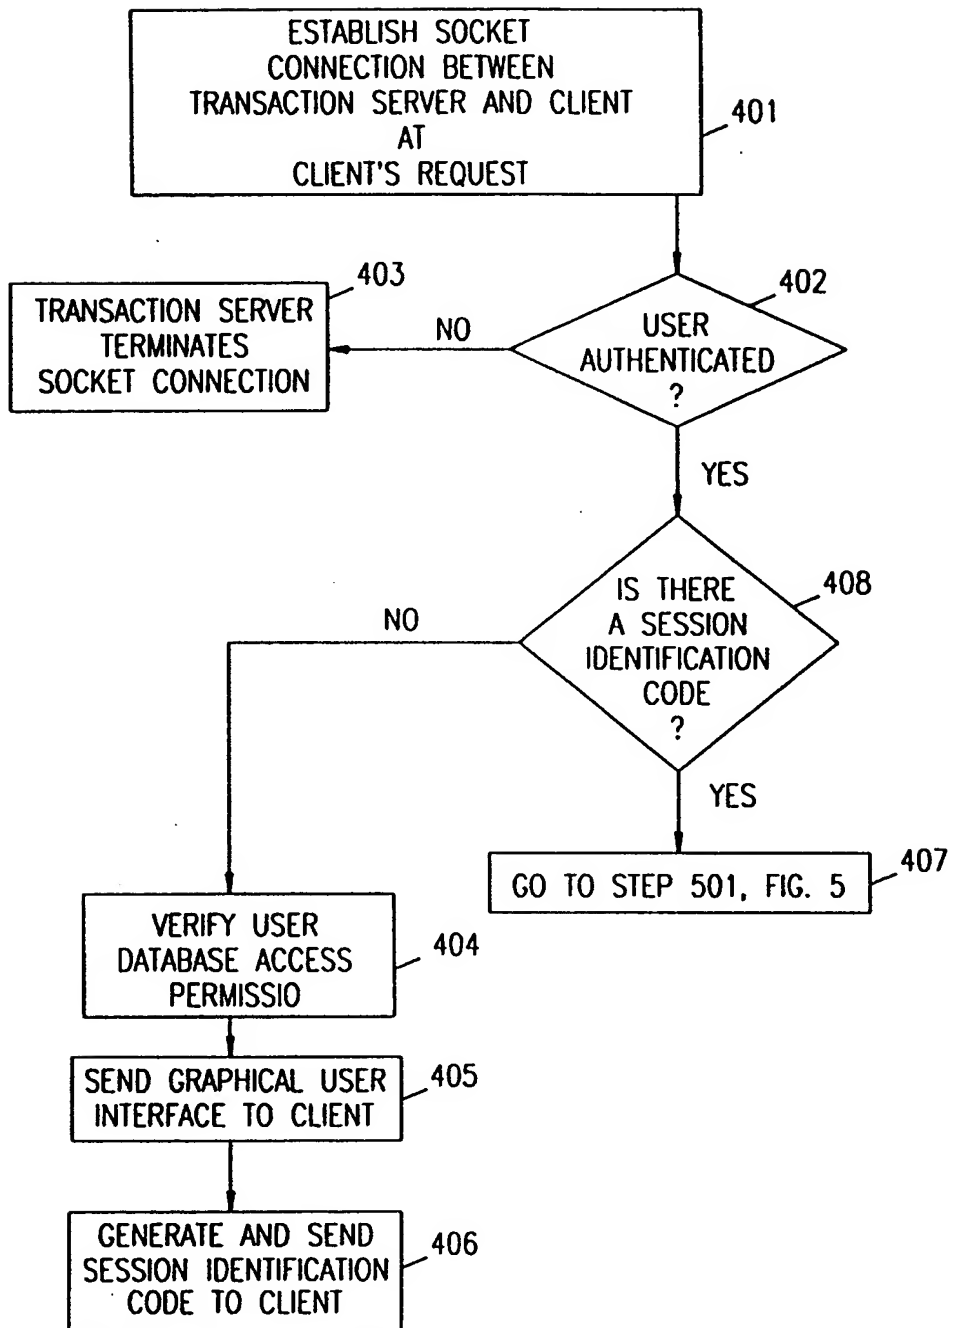 ESTABLISH SOCKET
CONNECTION BETWEEN
TRANSACTION SERVER AND CLIENT
AT
CLIENT'S REQUEST
401
403
TRANSACTION SERVER
TERMINATES
SOCKET CONNECTION
NO
402
USER
AUTHENTICATED
?
YES
408
IS THERE
A SESSION
IDENTIFICATION
CODE
?
NO
YES
407
GO TO STEP 501, FIG. 5
VERIFY USER
DATABASE ACCESS
PERMISSIO
404
SEND GRAPHICAL USER
INTERFACE TO CLIENT
405
GENERATE AND SEND
SESSION IDENTIFICATION
CODE TO CLIENT
406